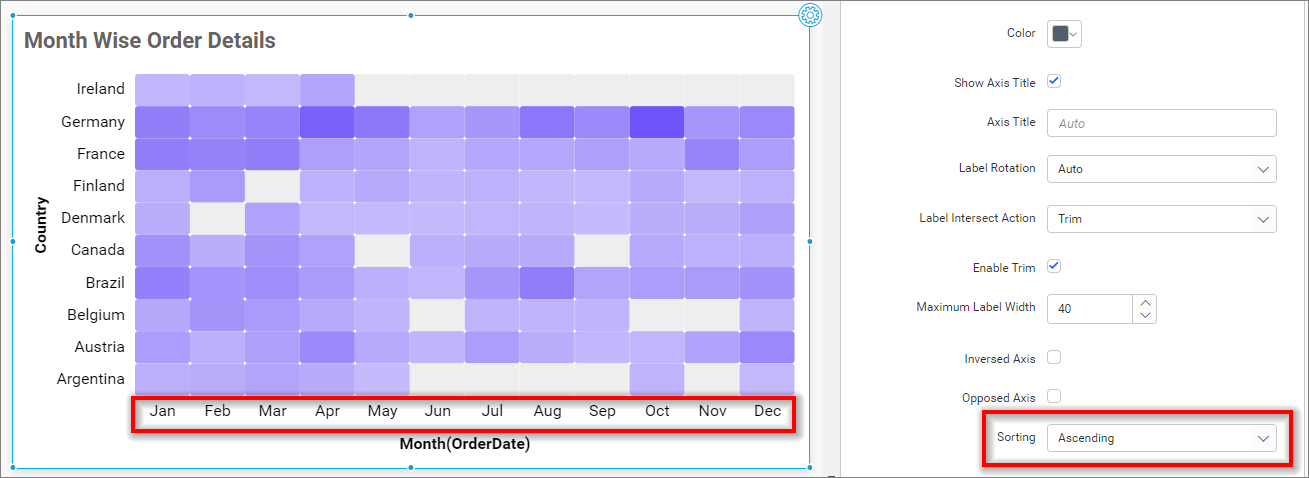 Month Wise Order Details
Country
Ireland
Germany
France
Finland
Denmark
Canada
Brazil
Belgium
Austria
Argentina
Jan Feb Mar Apr May Jun Jul Aug Sep Oct Nov Dec
Month(OrderDate)
Color
Show Axis Title
Axis Title Auto
Label Rotation Auto
Label Intersect Action Trim
Enable Trim
Maximum Label Width 40
Inversed Axis
Opposed Axis
Sorting Ascending